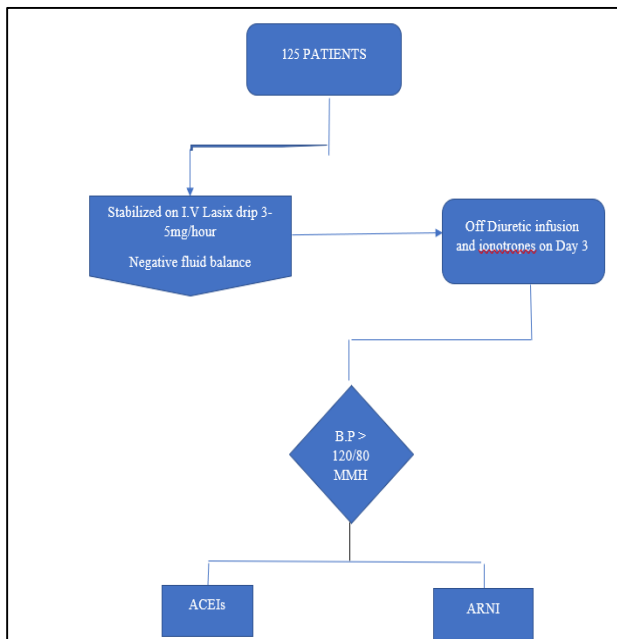 125 PATIENTS
Stabilized on I.V Lasix drip 3-
5mg/hour
Negative fluid balance
Off Diuretic infusion
and ionotropes on Day 3
B.P >
120/80
MMH
ACEIs
ARNI